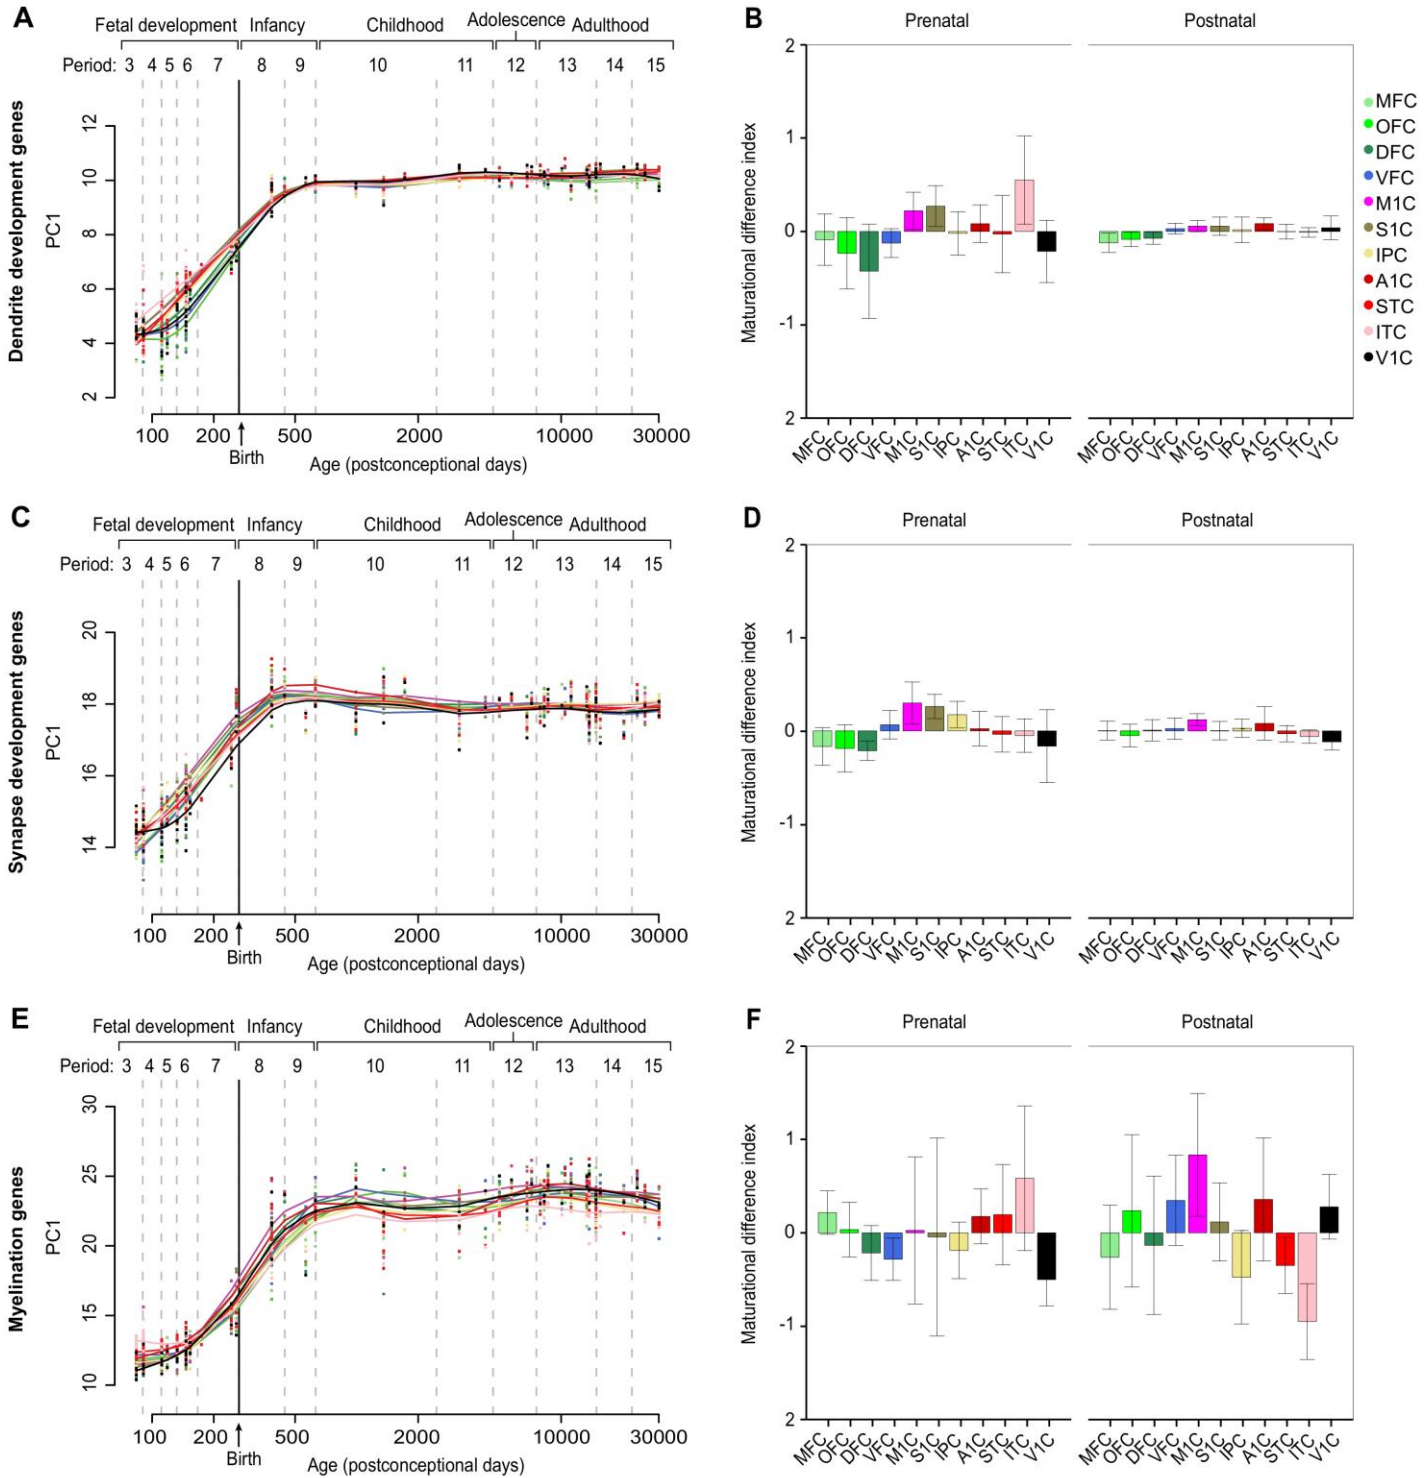 A
Fetal development Infancy Childhood Adolescence Adulthood
Period: 3 4 5 6 7 8 9 10 11 12 13 14 15
Dendrite development genes
PC1
12
10
8
6
4
2
100 200 500 2000 10000 30000
Birth
Age (postconceptional days)
B
Prenatal Postnatal
Maturational difference index
2
1
0
-1
2
MFC OFC DFC VFC M1C S1C IPC A1C STC ITC V1C
MFC OFC DFC VFC M1C S1C IPC A1C STC ITC V1C
MFC
OFC
DFC
VFC
M1C
S1C
IPC
A1C
STC
ITC
V1C
C
Fetal development Infancy Childhood Adolescence Adulthood
Period: 3 4 5 6 7 8 9 10 11 12 13 14 15
Synapse development genes
PC1
20
18
16
14
100 200 500 2000 10000 30000
Birth
Age (postconceptional days)
D
Prenatal Postnatal
Maturational difference index
2
1
0
-1
2
MFC OFC DFC VFC M1C S1C IPC A1C STC ITC V1C
MFC OFC DFC VFC M1C S1C IPC A1C STC ITC V1C
E
Fetal development Infancy Childhood Adolescence Adulthood
Period: 3 4 5 6 7 8 9 10 11 12 13 14 15
Myelination genes
PC1
30
25
20
15
10
100 200 500 2000 10000 30000
Birth
Age (postconceptional days)
F
Prenatal Postnatal
Maturational difference index
2
1
0
-1
2
MFC OFC DFC VFC M1C S1C IPC A1C STC ITC V1C
MFC OFC DFC VFC M1C S1C IPC A1C STC ITC V1C